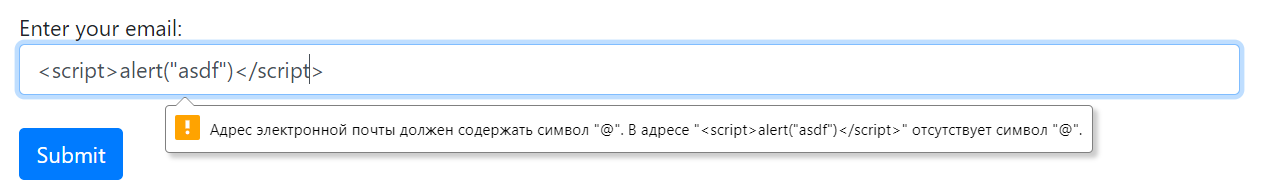 Enter your email:
<script>alert("asdf")</script>
Адрес электронной почты должен содержать символ "@". В адресе "<script>alert("asdf")</script>" отсутствует символ "@".
Submit